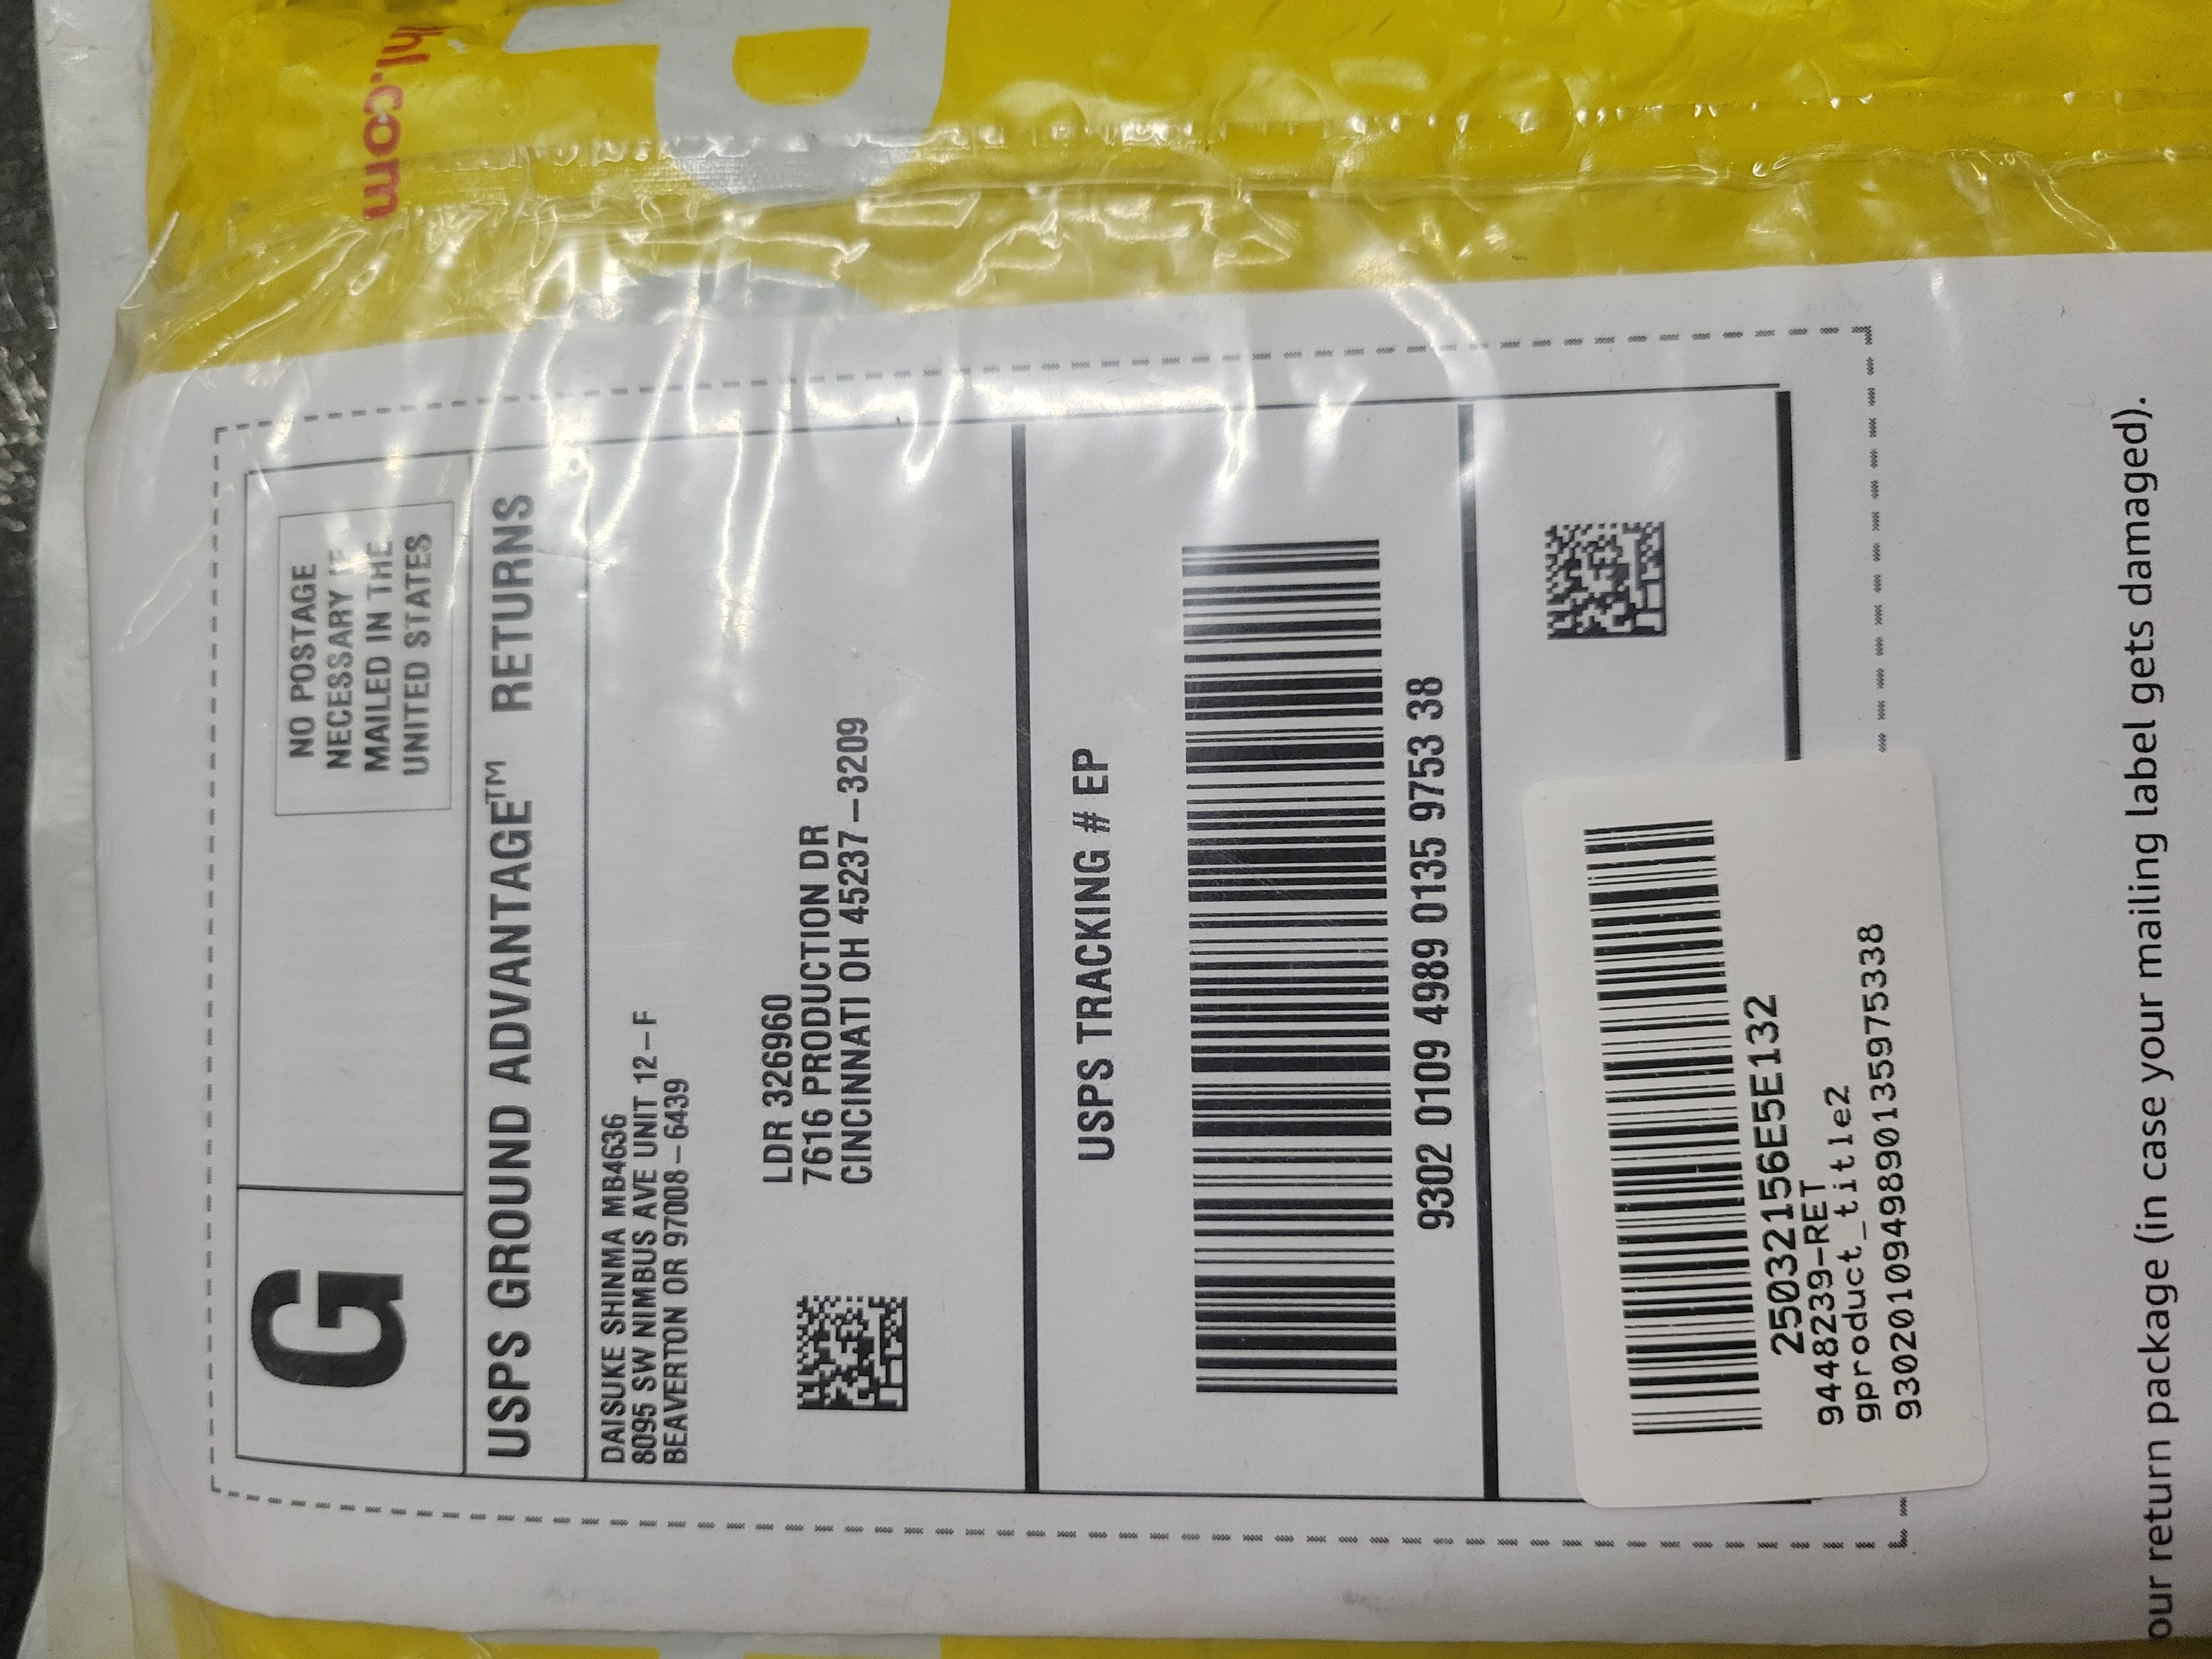 hl.com
P
G
NO POSTAGE
NECESSARY IF
MAILED IN THE
UNITED STATES
USPS GROUND ADVANTAGE™ RETURNS
DAISUKE SHINMA MB4636
8095 SW NIMBUS AVE UNIT 12-F
BEAVERTON OR 97008-6439
LDR 326960
7616 PRODUCTION DR
CINCINNATI OH 45237-3209
USPS TRACKING # EP
9302 0109 4989 0135 9753 38
25032156E5E132
9448239-RET
gproduct_title2
9302010949890135975338
our return package (in case your mailing label gets damaged).